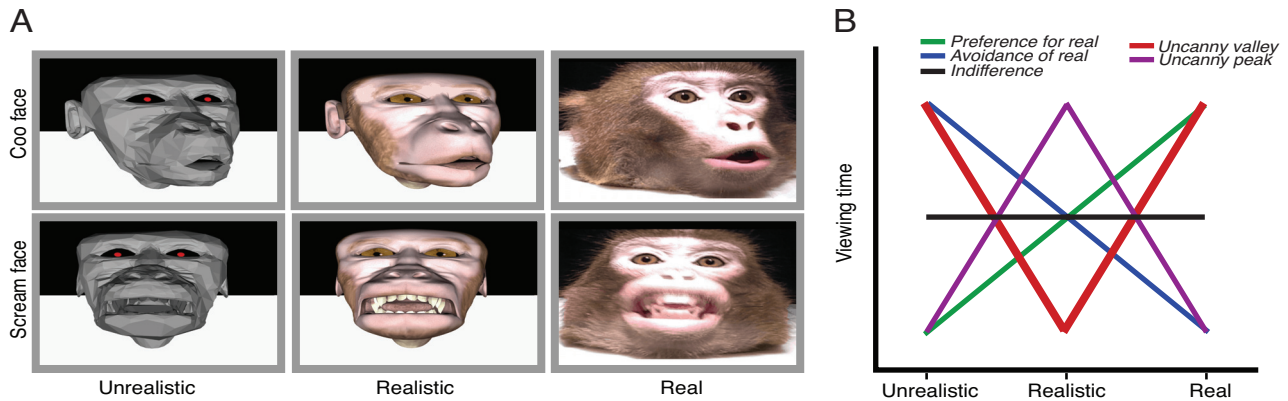 A
Coo face
Scream face
Unrealistic
Realistic
Real
B
Preference for real
Avoidance of real
Indifference
Uncanny valley
Uncanny peak
Viewing time
Unrealistic
Realistic
Real